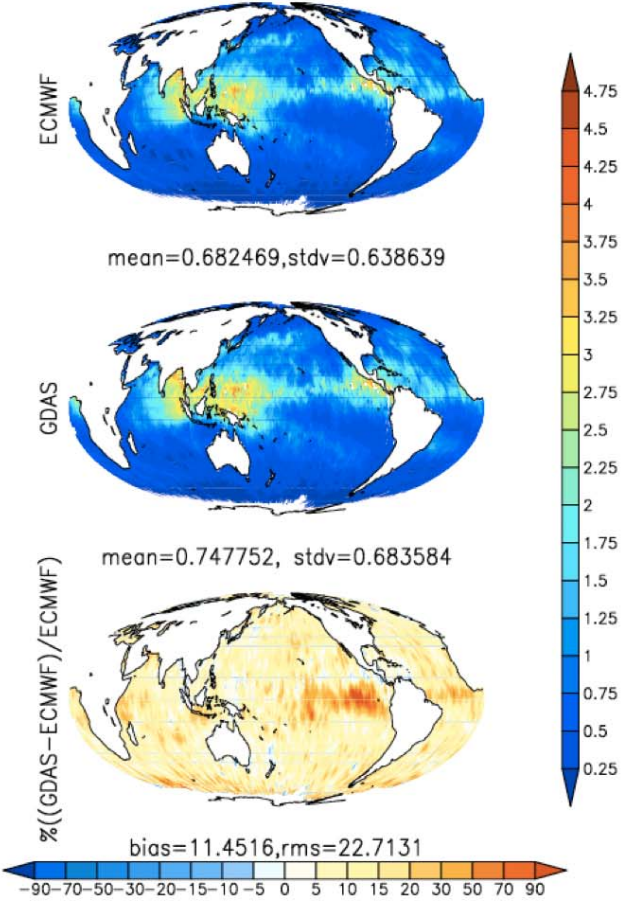 ECMWF
mean=0.682469,stdv=0.638639
GDAS
mean=0.747752, stdv=0.683584
%((GDAS-ECMWF)/ECMWF)
bias=11.4516,rms=22.7131
-90-70-50-30-20-15-10 -5 0 5 10 15 20 30 50 70 90
4.75
4.5
4.25
4
3.75
3.5
3.25
3
2.75
2.5
2.25
2
1.75
1.5
1.25
1
0.75
0.5
0.25